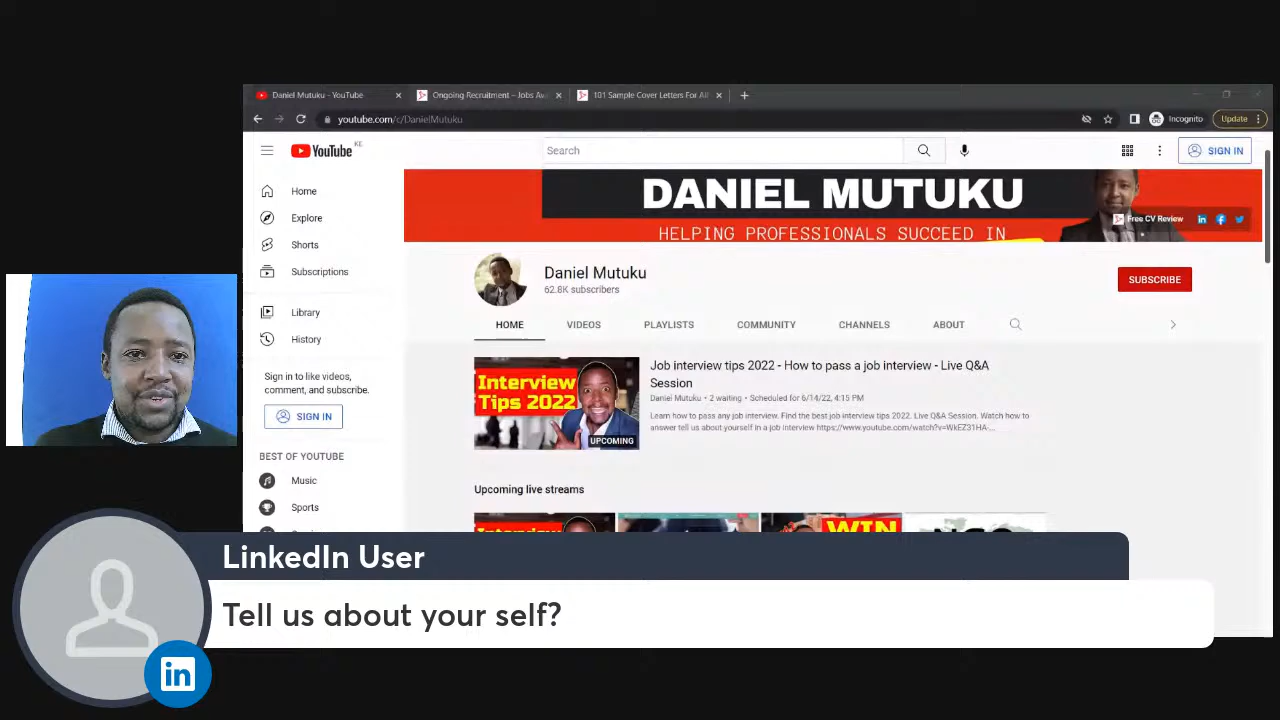 Daniel Mutuku - YouTube
Ongoing Recruitment – Jobs Av
101 Sample Cover Letters For All
youtube.com/c/DanielMutuku
Incognito
Update
YouTube KE
Search
SIGN IN
Home
Explore
Shorts
Subscriptions
Library
History
Sign in to like videos,
comment, and subscribe.
SIGN IN
BEST OF YOUTUBE
Music
Sports
DANIEL MUTUKU
HELPING PROFESSIONALS SUCCEED IN
Free CV Review
Daniel Mutuku
62.8K subscribers
SUBSCRIBE
HOME
VIDEOS
PLAYLISTS
COMMUNITY
CHANNELS
ABOUT
Interview
Tips 2022
UPCOMING
Job interview tips 2022 - How to pass a job interview - Live Q&A
Session
Daniel Mutuku • 2 waiting • Scheduled for 6/14/22, 4:15 PM
Learn how to pass any job interview. Find the best job interview tips 2022. Live Q&A Session. Watch how to
answer tell us about yourself in a job interview https://www.youtube.com/watch?v=WkEZ31HA-...
Upcoming live streams
Interview
WIN
LinkedIn User
Tell us about your self?
in